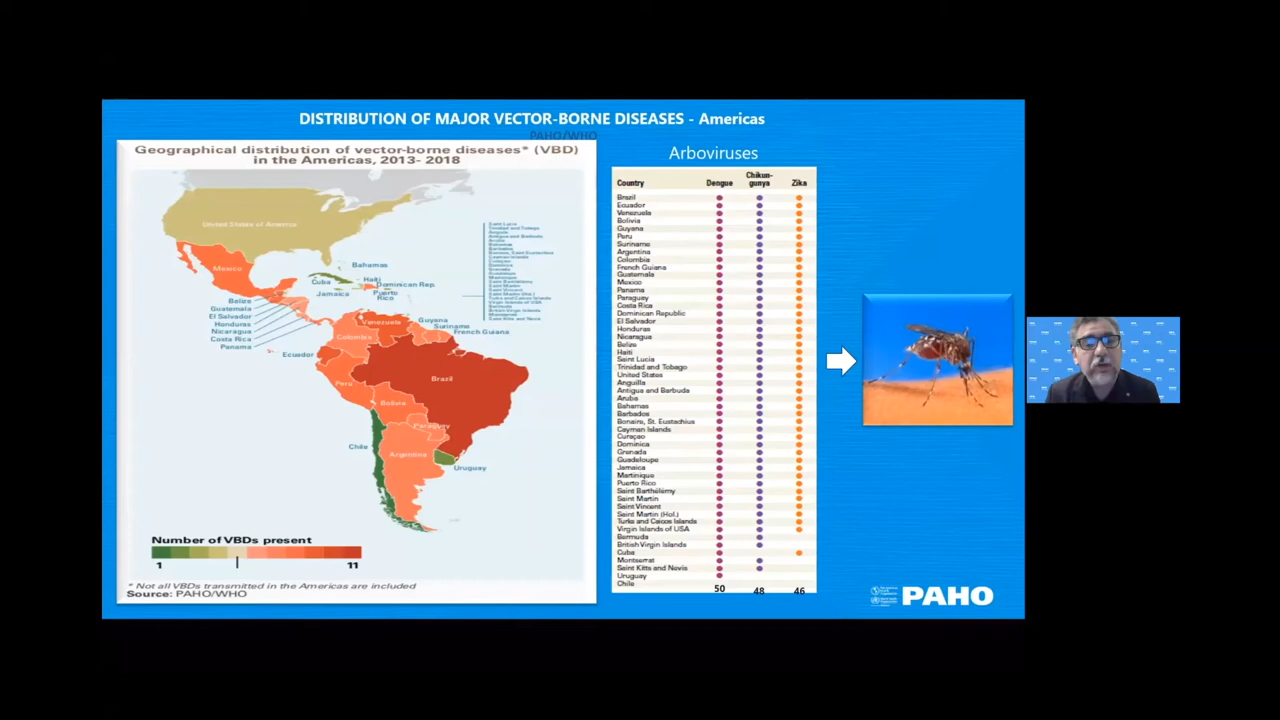 DISTRIBUTION OF MAJOR VECTOR-BORNE DISEASES - Americas
PAHO/WHO
Geographical distribution of vector-borne diseases* (VBD)
in the Americas, 2013- 2018
United States of America
Mexico
Bahamas
Cuba
Haiti
Dominican Rep.
Jamaica
Puerto
Rico
Belize
Guatemala
El Salvador
Honduras
Nicaragua
Costa Rica
Panama
Venezuela
Guyana
Suriname
French Guiana
Colombia
Ecuador
Peru
Brazil
Bolivia
Paraguay
Chile
Argentina
Uruguay
Number of VBDs present
1
11
* Not all VBDs transmitted in the Americas are included
Source: PAHO/WHO
Arboviruses
Country Dengue Chikun-gunya Zika
Brazil
Ecuador
Venezuela
Bolivia
Guyana
Peru
Suriname
Argentina
Colombia
French Guiana
Guatemala
Mexico
Panama
Paraguay
Costa Rica
Dominican Republic
El Salvador
Honduras
Nicaragua
Belize
Haiti
Saint Lucia
Trinidad and Tobago
United States
Anguilla
Antigua and Barbuda
Aruba
Bahamas
Barbados
Bonaire, St. Eustachius
Cayman Islands
Curaçao
Dominica
Grenada
Guadeloupe
Jamaica
Martinique
Puerto Rico
Saint Barthélémy
Saint Martin
Saint Vincent
Saint Martin (Hol.)
Turks and Caicos Islands
Virgin Islands of USA
Bermuda
British Virgin Islands
Cuba
Montserrat
Saint Kitts and Nevis
Uruguay
Chile
50 48 46
PAHO